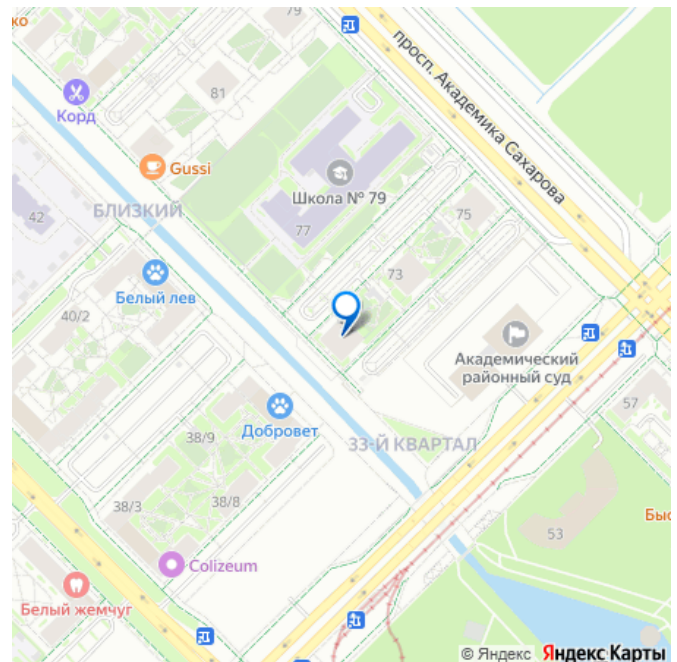 ко
79
просп. Академика Сахарова
81
Корд
Gussi
Школа № 79
42
БЛИЗКИЙ
77
75
73
Белый лев
40/2
Академический
районный суд
Добровет
57
38/9
33-Й КВАРТАЛ
38/3
38/8
53
Быс
Colizeum
Белый жемчуг
© Яндекс Яндекс Карты